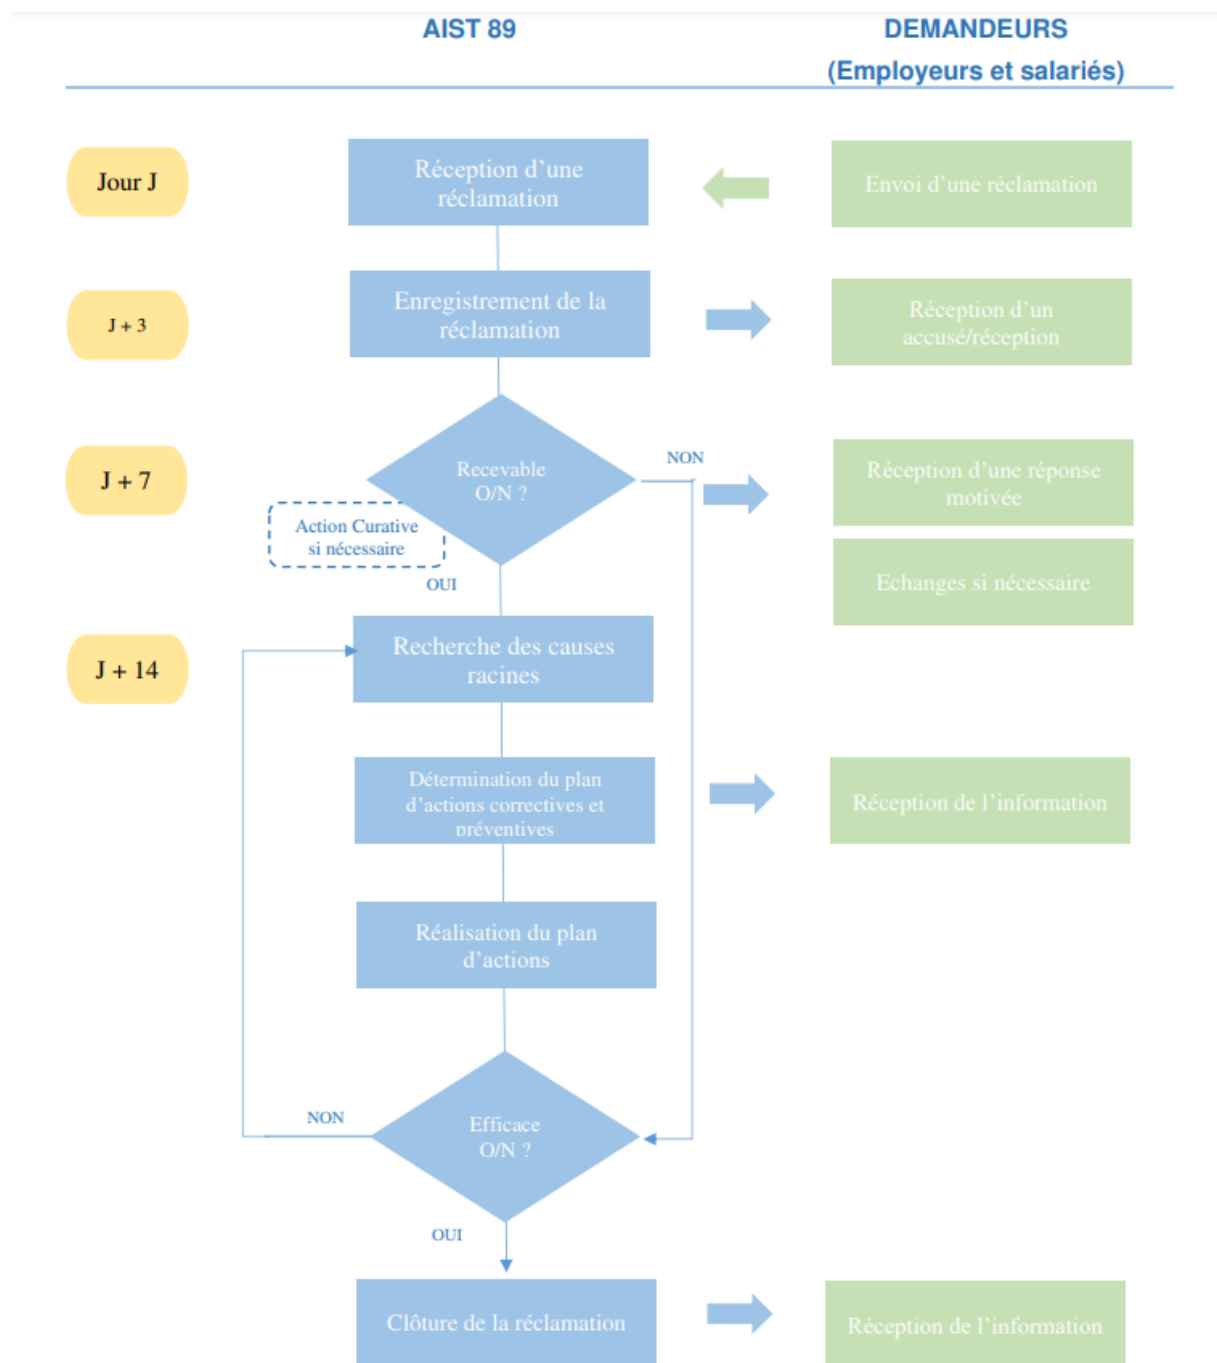 AIST 89
DEMANDEURS
(Employeurs et salariés)
Jour J
Réception d'une
réclamation
Envoi d'une réclamation
J + 3
Enregistrement de la
réclamation
Réception d'un
accusé/réception
J + 7
Recevable
O/N ?
NON
Réception d'une réponse
motivée
Action Curative
si nécessaire
OUI
Echanges si nécessaire
J + 14
Recherche des causes
racines
Détermination du plan
d'actions correctives et
préventives
Réception de l'information
Réalisation du plan
d'actions
NON
Efficace
O/N ?
OUI
Clôture de la réclamation
Réception de l'information